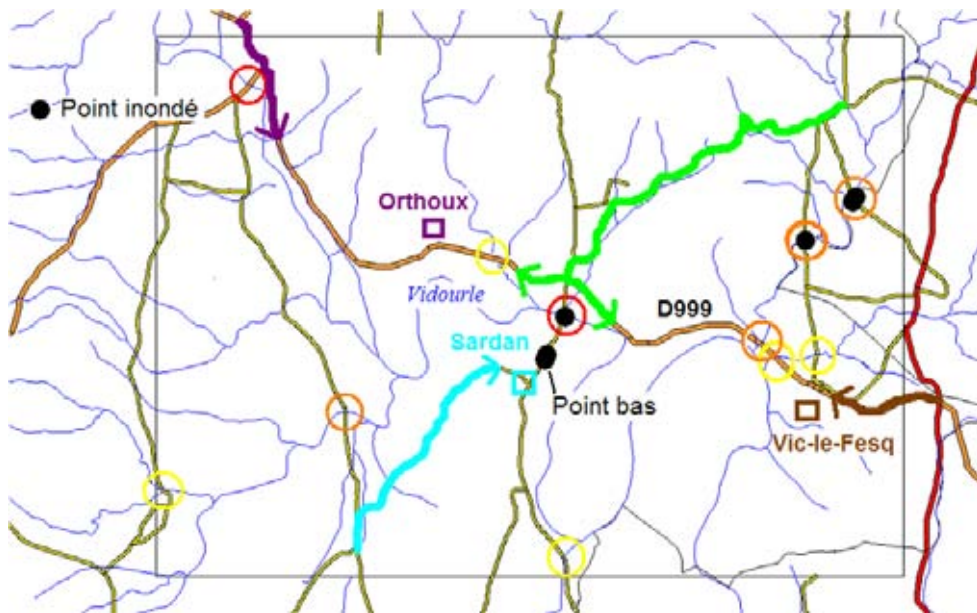 Point inondé
Orthoux
Vidourle
D999
Sardan
Point bas
Vic-le-Fesq